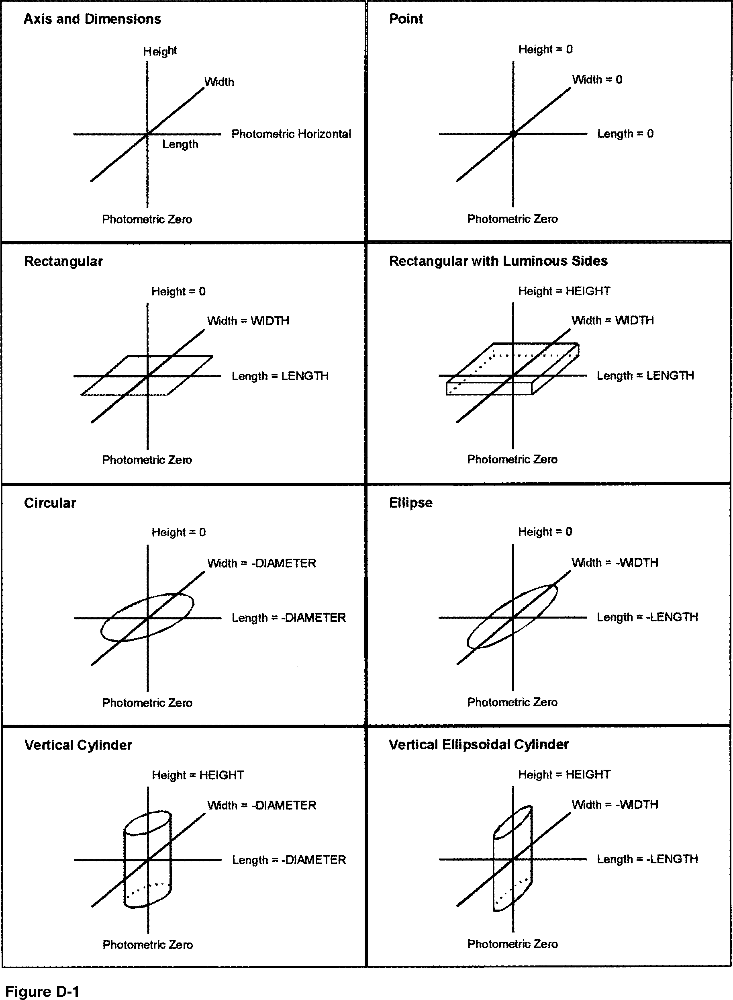 Axis and Dimensions
Height
Width
Photometric Horizontal
Length
Photometric Zero
Point
Height = 0
Width = 0
Length = 0
Photometric Zero
Rectangular
Height = 0
Width = WIDTH
Length = LENGTH
Photometric Zero
Rectangular with Luminous Sides
Height = HEIGHT
Width = WIDTH
Length = LENGTH
Photometric Zero
Circular
Height = 0
Width = -DIAMETER
Length = -DIAMETER
Photometric Zero
Ellipse
Height = 0
Width = -WIDTH
Length = -LENGTH
Photometric Zero
Vertical Cylinder
Height = HEIGHT
Width = -DIAMETER
Length = -DIAMETER
Photometric Zero
Vertical Ellipsoidal Cylinder
Height = HEIGHT
Width = -WIDTH
Length = -LENGTH
Photometric Zero
Figure D-1